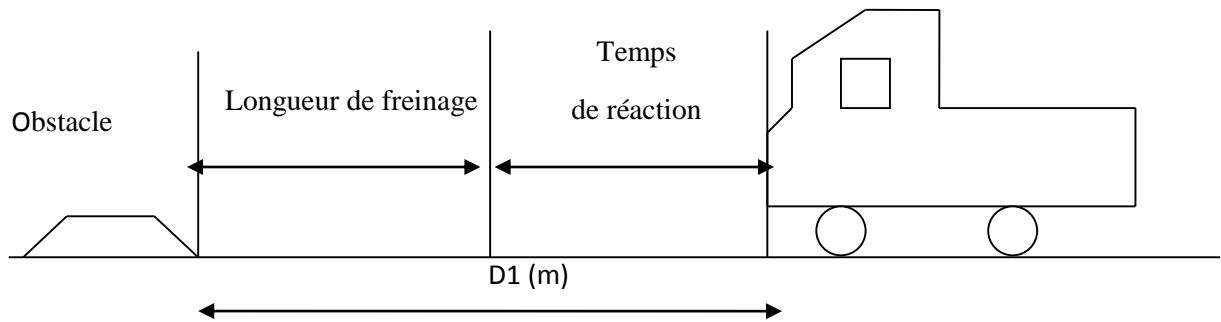 Temps
Longueur de freinage
de réaction
Obstacle
D1 (m)